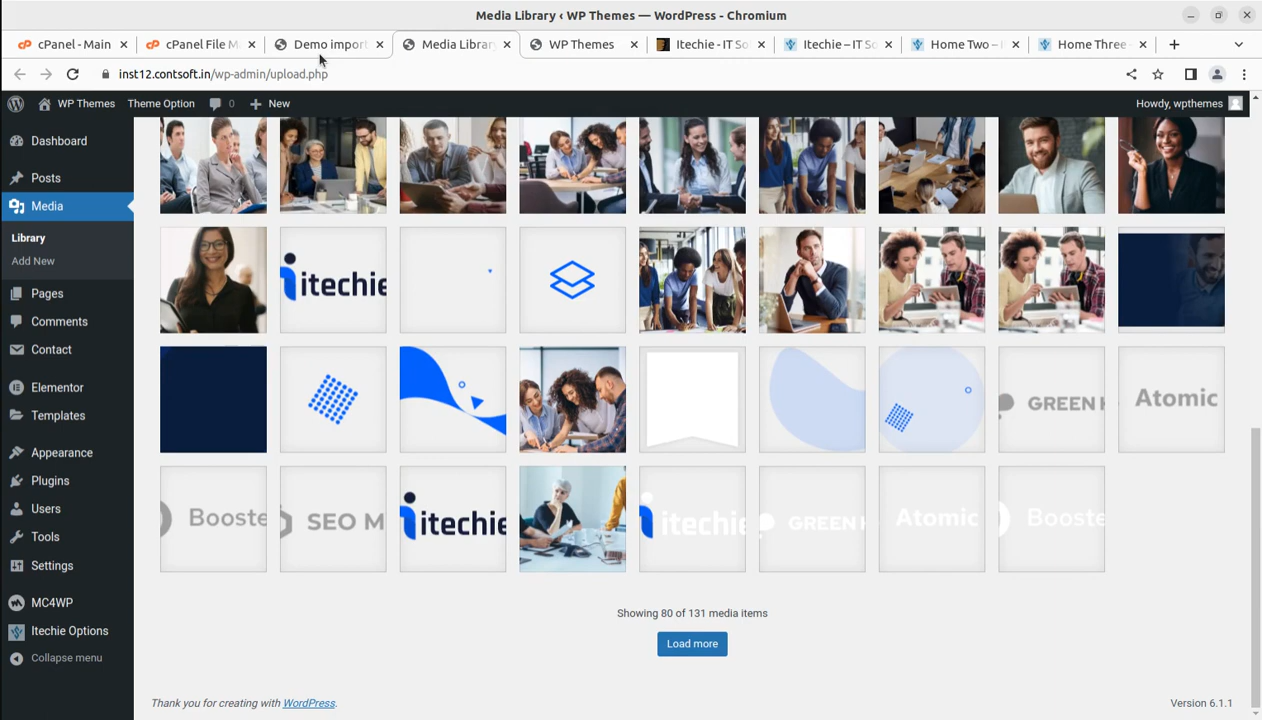 Media Library ‹ WP Themes — WordPress - Chromium
cPanel - Main
cPanel File M
Demo import
Media Library
WP Themes
Itechie - IT So
Itechie – IT So
Home Two –
Home Three
inst12.contsoft.in/wp-admin/upload.php
WP Themes
Theme Option
0
New
Howdy, wpthemes
Dashboard
Posts
Media
Library
Add New
Pages
Comments
Contact
Elementor
Templates
Appearance
Plugins
Users
Tools
Settings
MC4WP
Itechie Options
Collapse menu
itechie
GREEN
Atomic
Booste
SEO M
itechie
itechie
GREEN
Atomic
Booste
Showing 80 of 131 media items
Load more
Thank you for creating with WordPress.
Version 6.1.1